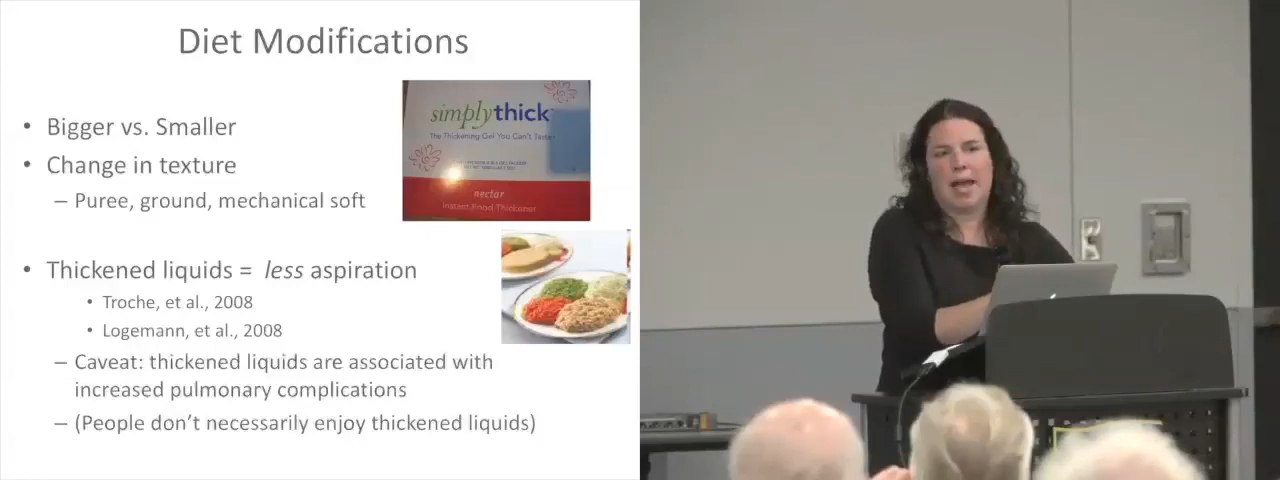 Diet Modifications
• Bigger vs. Smaller
• Change in texture
– Puree, ground, mechanical soft
simplythick
The Thickening Gel You Can't Taste
nectar
Instant Food Thickener
• Thickened liquids = less aspiration
• Troche, et al., 2008
• Logemann, et al., 2008
– Caveat: thickened liquids are associated with
increased pulmonary complications
– (People don't necessarily enjoy thickened liquids)